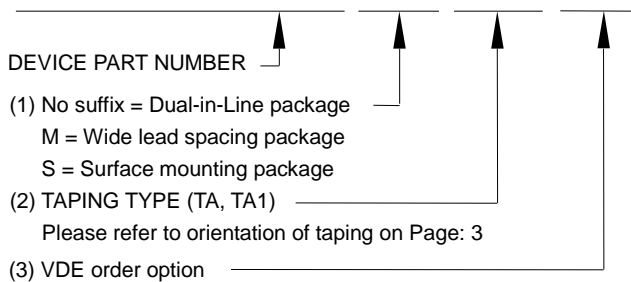 DEVICE PART NUMBER
(1) No suffix = Dual-in-Line package
M = Wide lead spacing package
S = Surface mounting package
(2) TAPING TYPE (TA, TA1)
Please refer to orientation of taping on Page: 3
(3) VDE order option